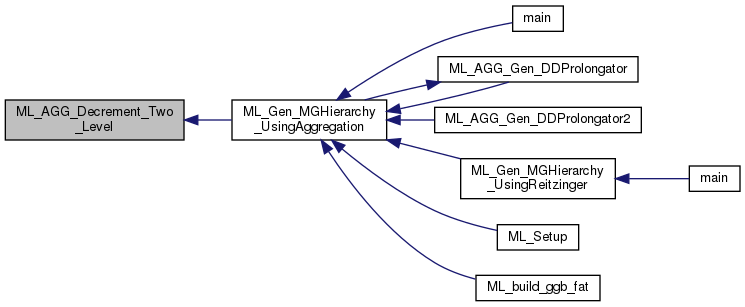 main
ML_AGG_Gen_DDProlongator
ML_AGG_Decrement_Two
_Level
ML_Gen_MGHierarchy
_UsingAggregation
ML_AGG_Gen_DDProlongator2
ML_Gen_MGHierarchy
_UsingReitzinger
main
ML_Setup
ML_build_ggb_fat